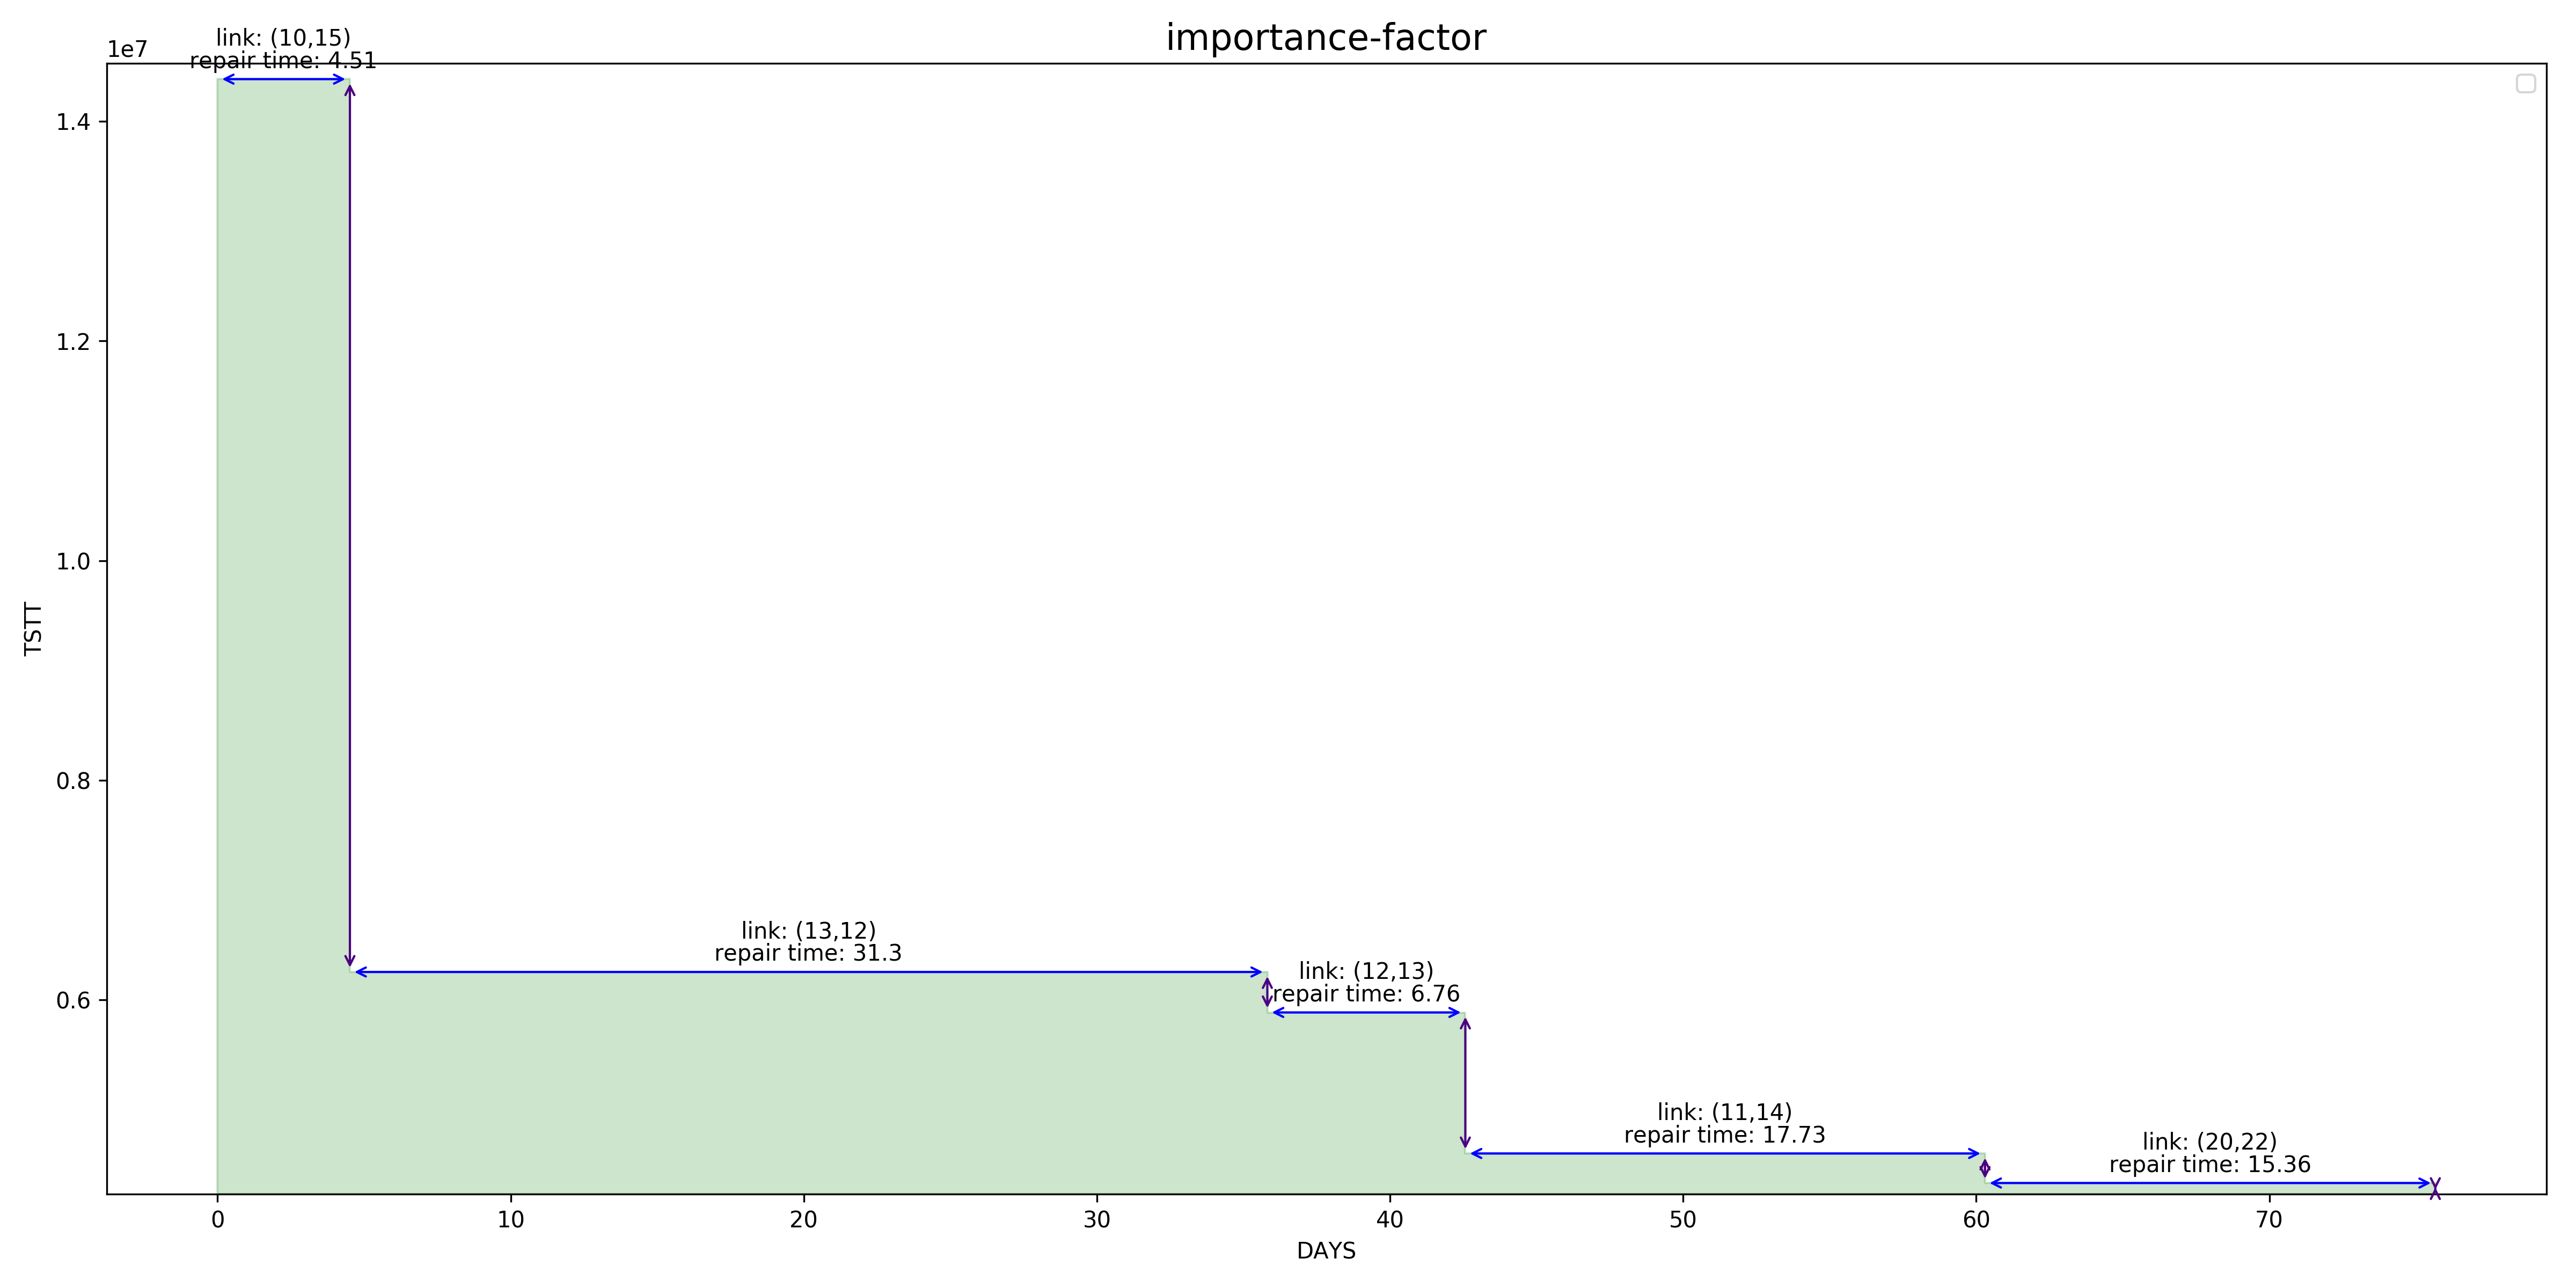 importance-factor
1e7
link: (10,15)
repair time: 4.51
1.4
1.2
1.0
0.8
0.6
TSTT
link: (13,12)
repair time: 31.3
link: (12,13)
repair time: 6.76
link: (11,14)
repair time: 17.73
link: (20,22)
repair time: 15.36
0 10 20 30 40 50 60 70
DAYS